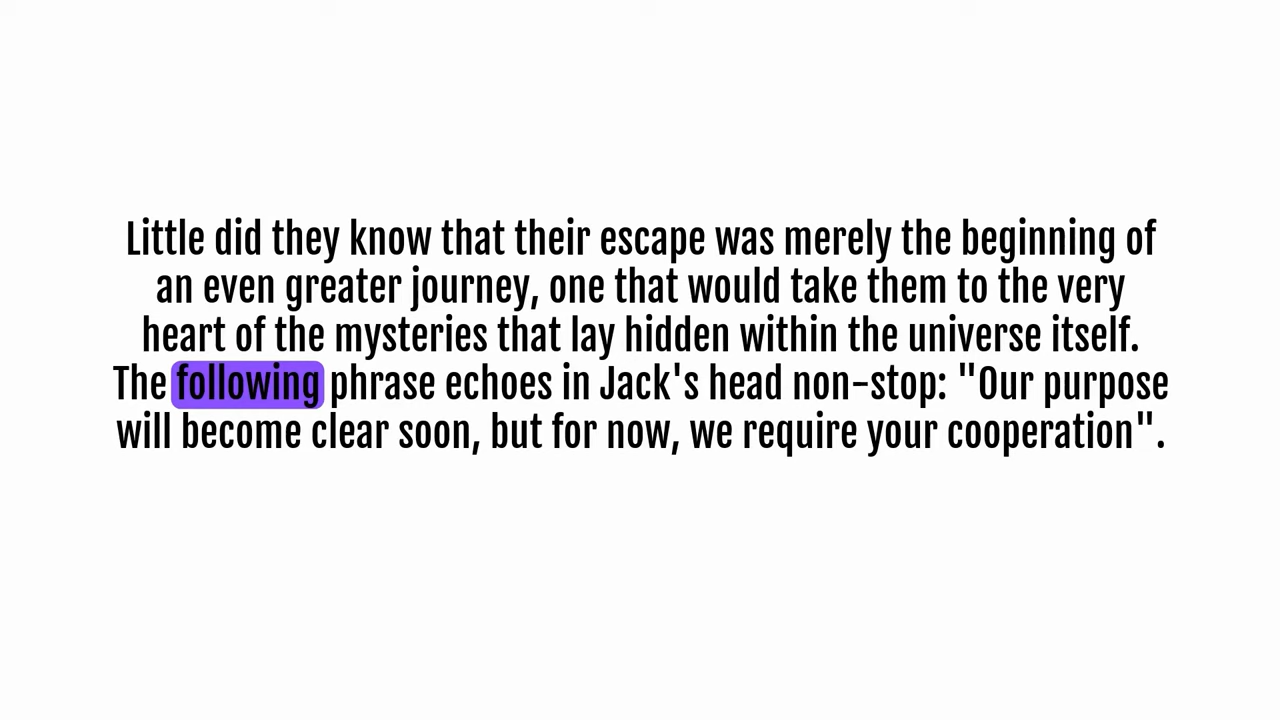 Little did they know that their escape was merely the beginning of
an even greater journey, one that would take them to the very
heart of the mysteries that lay hidden within the universe itself.
The following phrase echoes in Jack's head non-stop: "Our purpose
will become clear soon, but for now, we require your cooperation".